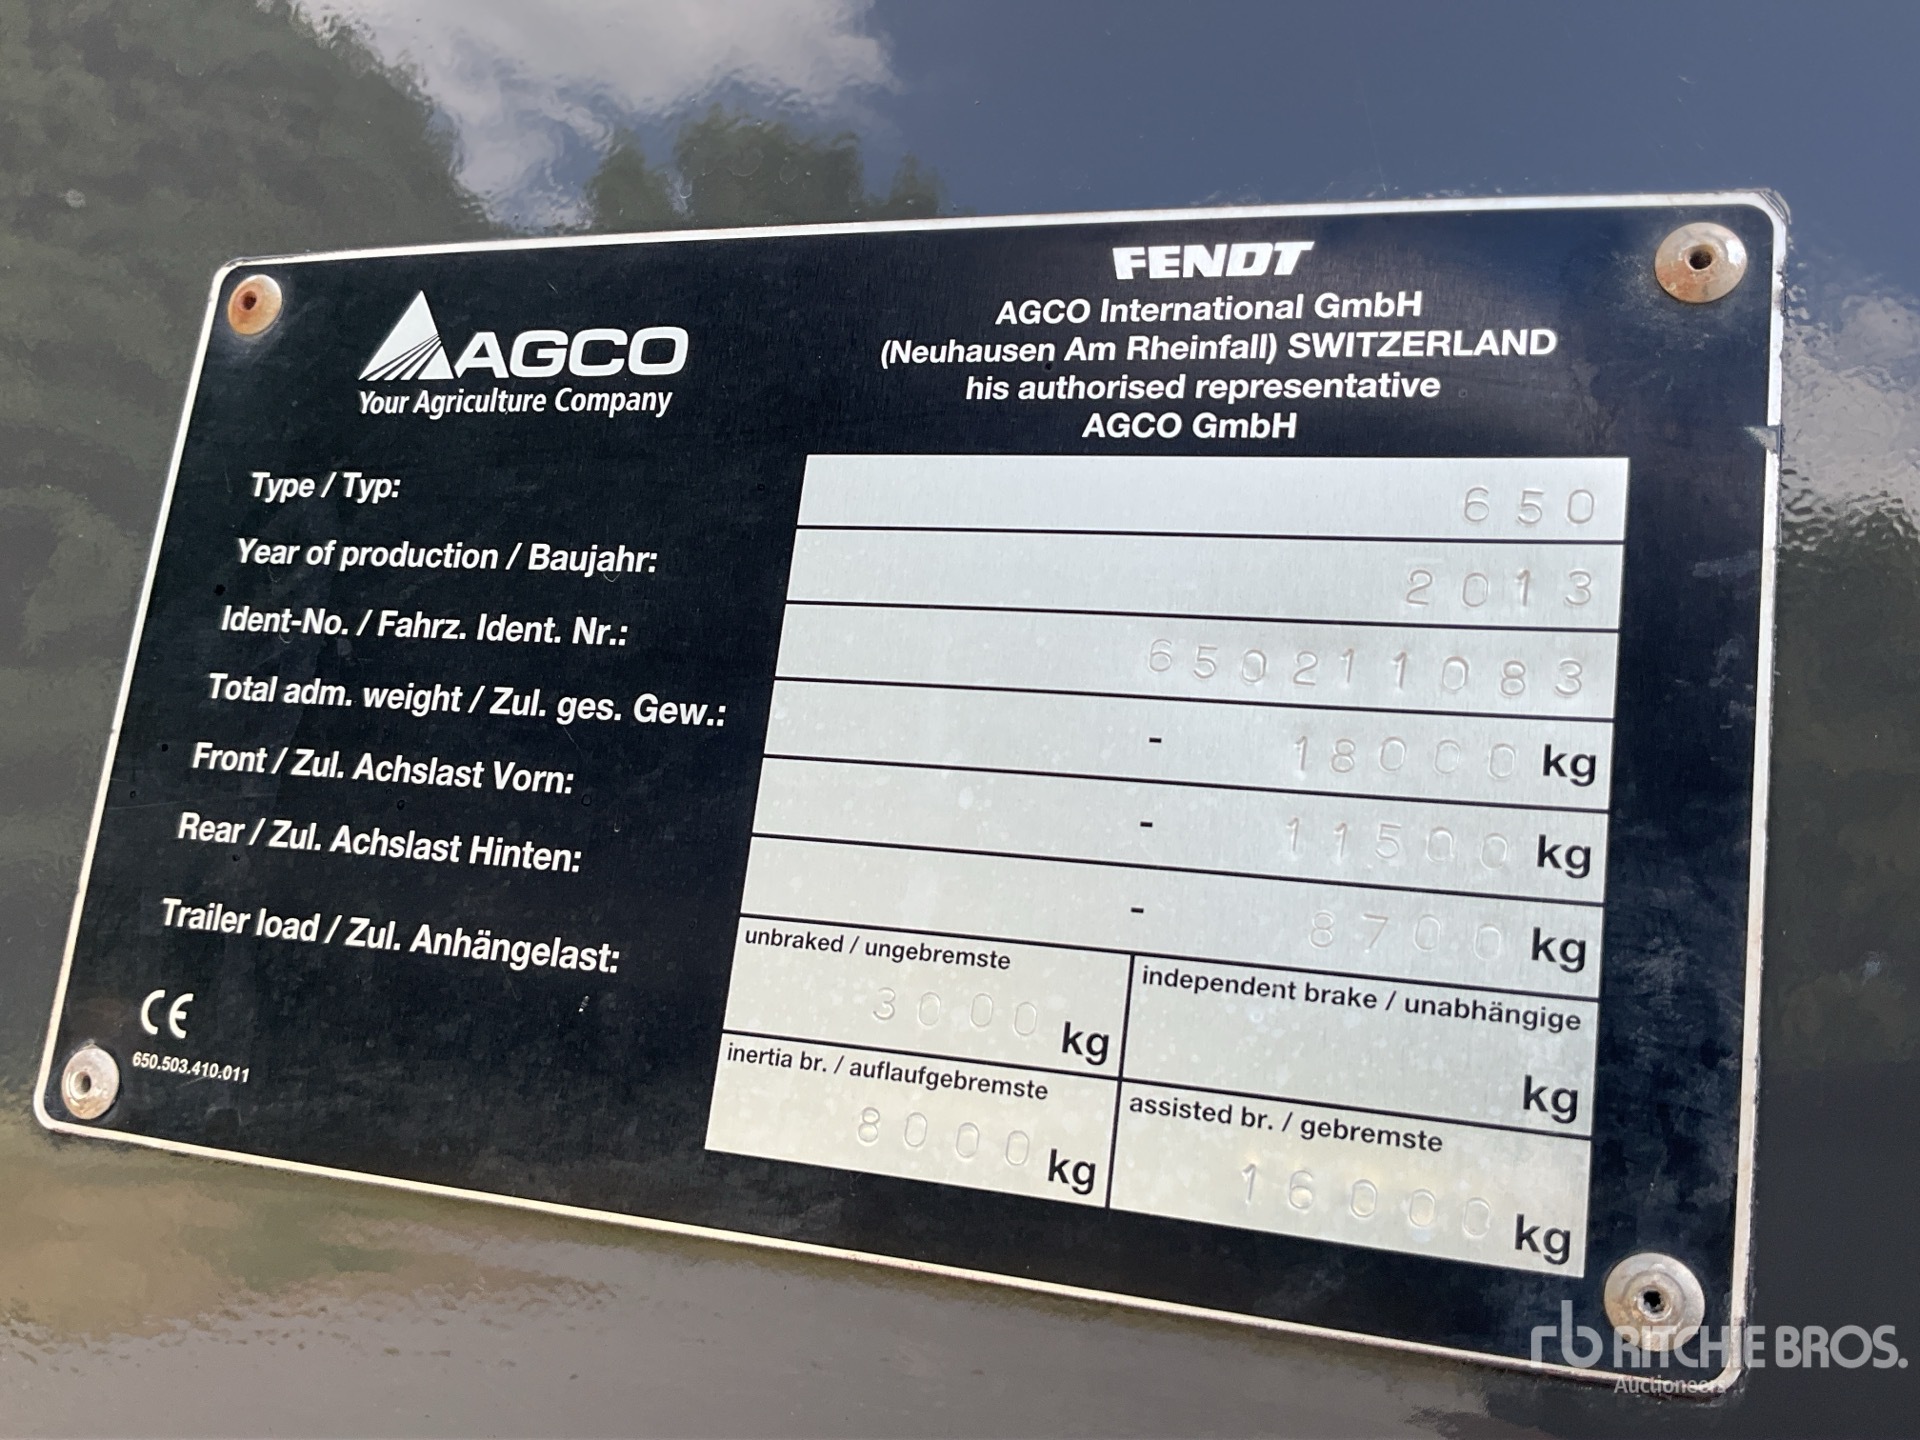 FENDT
AGCO International GmbH
(Neuhausen Am Rheinfall) SWITZERLAND
his authorised representative
AGCO GmbH
AGCO
Your Agriculture Company
Type / Typ: 650
Year of production / Baujahr: 2013
Ident-No. / Fahrz. Ident. Nr.: 650211083
Total adm. weight / Zul. ges. Gew.: - 18000 kg
Front / Zul. Achslast Vorn: - 11500 kg
Rear / Zul. Achslast Hinten: - 8700 kg
Trailer load / Zul. Anhängelast:
unbraked / ungebremste
3000 kg
independent brake / unabhängige
kg
inertia br. / auflaufgebremste
8000 kg
assisted br. / gebremste
16000 kg
CE
650.503.410.011
rb RITCHIE BROS.
Auctioneers